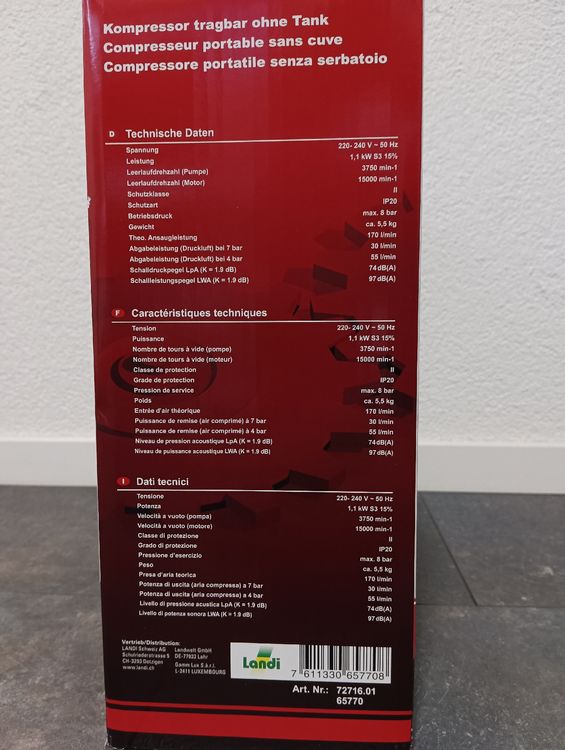 Kompressor tragbar ohne Tank
Compresseur portable sans cuve
Compressore portatile senza serbatoio
D Technische Daten
Spannung 220- 240 V ~ 50 Hz
Leistung 1,1 kW S3 15%
Leerlaufdrehzahl (Pumpe) 3750 min-1
Leerlaufdrehzahl (Motor) 15000 min-1
Schutzklasse II
Schutzart IP20
Betriebsdruck max. 8 bar
Gewicht ca. 5,5 kg
Theo. Ansaugleistung 170 l/min
Abgabeleistung (Druckluft) bei 7 bar 30 l/min
Abgabeleistung (Druckluft) bei 4 bar 55 l/min
Schalldruckpegel LpA (K = 1.9 dB) 74dB(A)
Schallleistungspegel LWA (K = 1.9 dB) 97dB(A)
F Caractéristiques techniques
Tension 220- 240 V ~ 50 Hz
Puissance 1,1 kW S3 15%
Nombre de tours à vide (pompe) 3750 min-1
Nombre de tours à vide (moteur) 15000 min-1
Classe de protection II
Grade de protection IP20
Pression de service max. 8 bar
Poids ca. 5,5 kg
Entrée d'air théorique 170 l/min
Puissance de remise (air comprimé) à 7 bar 30 l/min
Puissance de remise (air comprimé) à 4 bar 55 l/min
Niveau de pression acoustique LpA (K = 1.9 dB) 74dB(A)
Niveau de puissance acoustique LWA (K = 1.9 dB) 97dB(A)
I Dati tecnici
Tensione 220- 240 V ~ 50 Hz
Potenza 1,1 kW S3 15%
Velocità a vuoto (pompa) 3750 min-1
Velocità a vuoto (motore) 15000 min-1
Classe di protezione II
Grado di protezione IP20
Pressione d'esercizio max. 8 bar
Peso ca. 5,5 kg
Presa d'aria teorica 170 l/min
Potenza di uscita (aria compressa) a 7 bar 30 l/min
Potenza di uscita (aria compressa) a 4 bar 55 l/min
Livello di pressione acustica LpA (K = 1.9 dB) 74dB(A)
Livello di potenza sonora LWA (K = 1.9 dB) 97dB(A)
Vertrieb/Distribution:
LANDI Schweiz AG Landwelt GmbH
Schulriederstrasse 5 DE-77933 Lahr
CH-3293 Dotzigen Gamm Lux S.à r.l.
www.landi.ch L-2411 LUXEMBOURG
Landi
7 611330 657708
Art. Nr.: 72716.01
65770